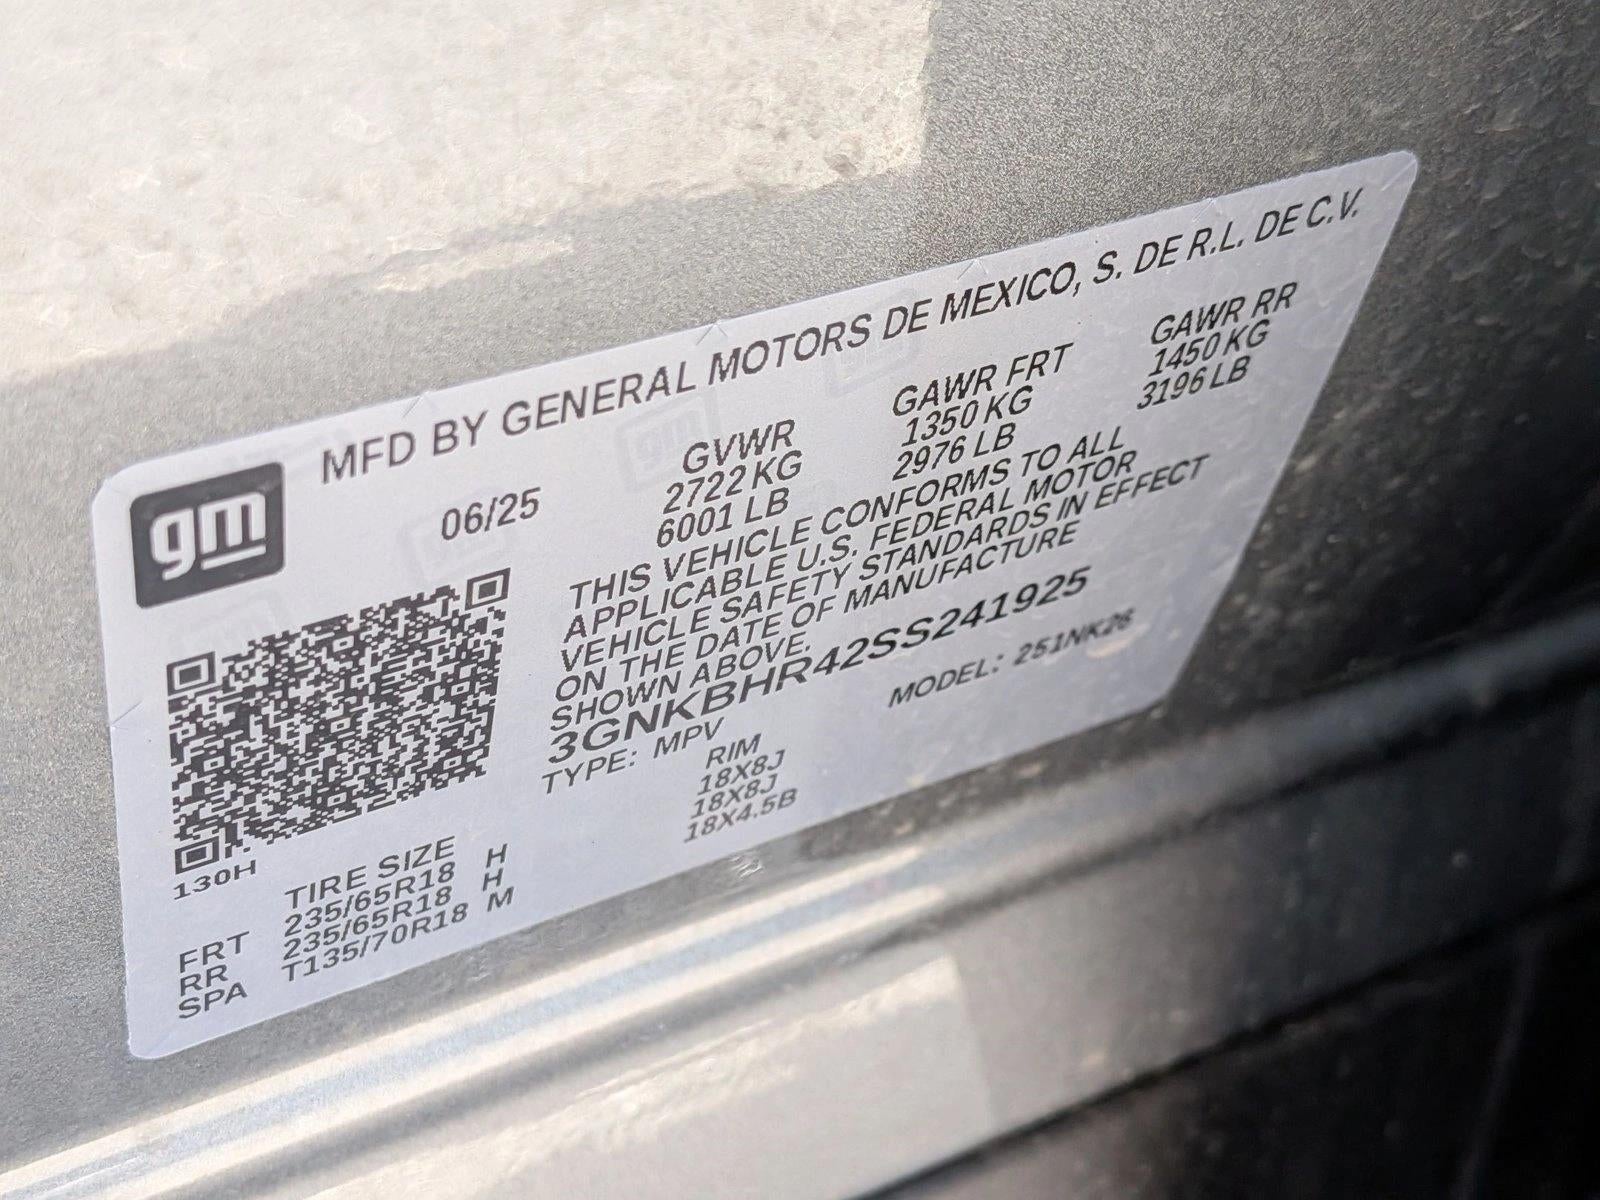 MFD BY GENERAL MOTORS DE MEXICO, S. DE R.L. DE C.V.
gm
06/25
GVWR
2722 KG
6001 LB
GAWR FRT
1350 KG
2976 LB
GAWR RR
1450 KG
3196 LB
THIS VEHICLE CONFORMS TO ALL
APPLICABLE U.S. FEDERAL MOTOR
VEHICLE SAFETY STANDARDS IN EFFECT
ON THE DATE OF MANUFACTURE
SHOWN ABOVE.
3GNKBHR42SS241925
TYPE: MPV
MODEL: 251NK26
130H
TIRE SIZE
RIM
FRT 235/65R18 H 18X8J
RR 235/65R18 H 18X8J
SPA T135/70R18 M 18X4.5B